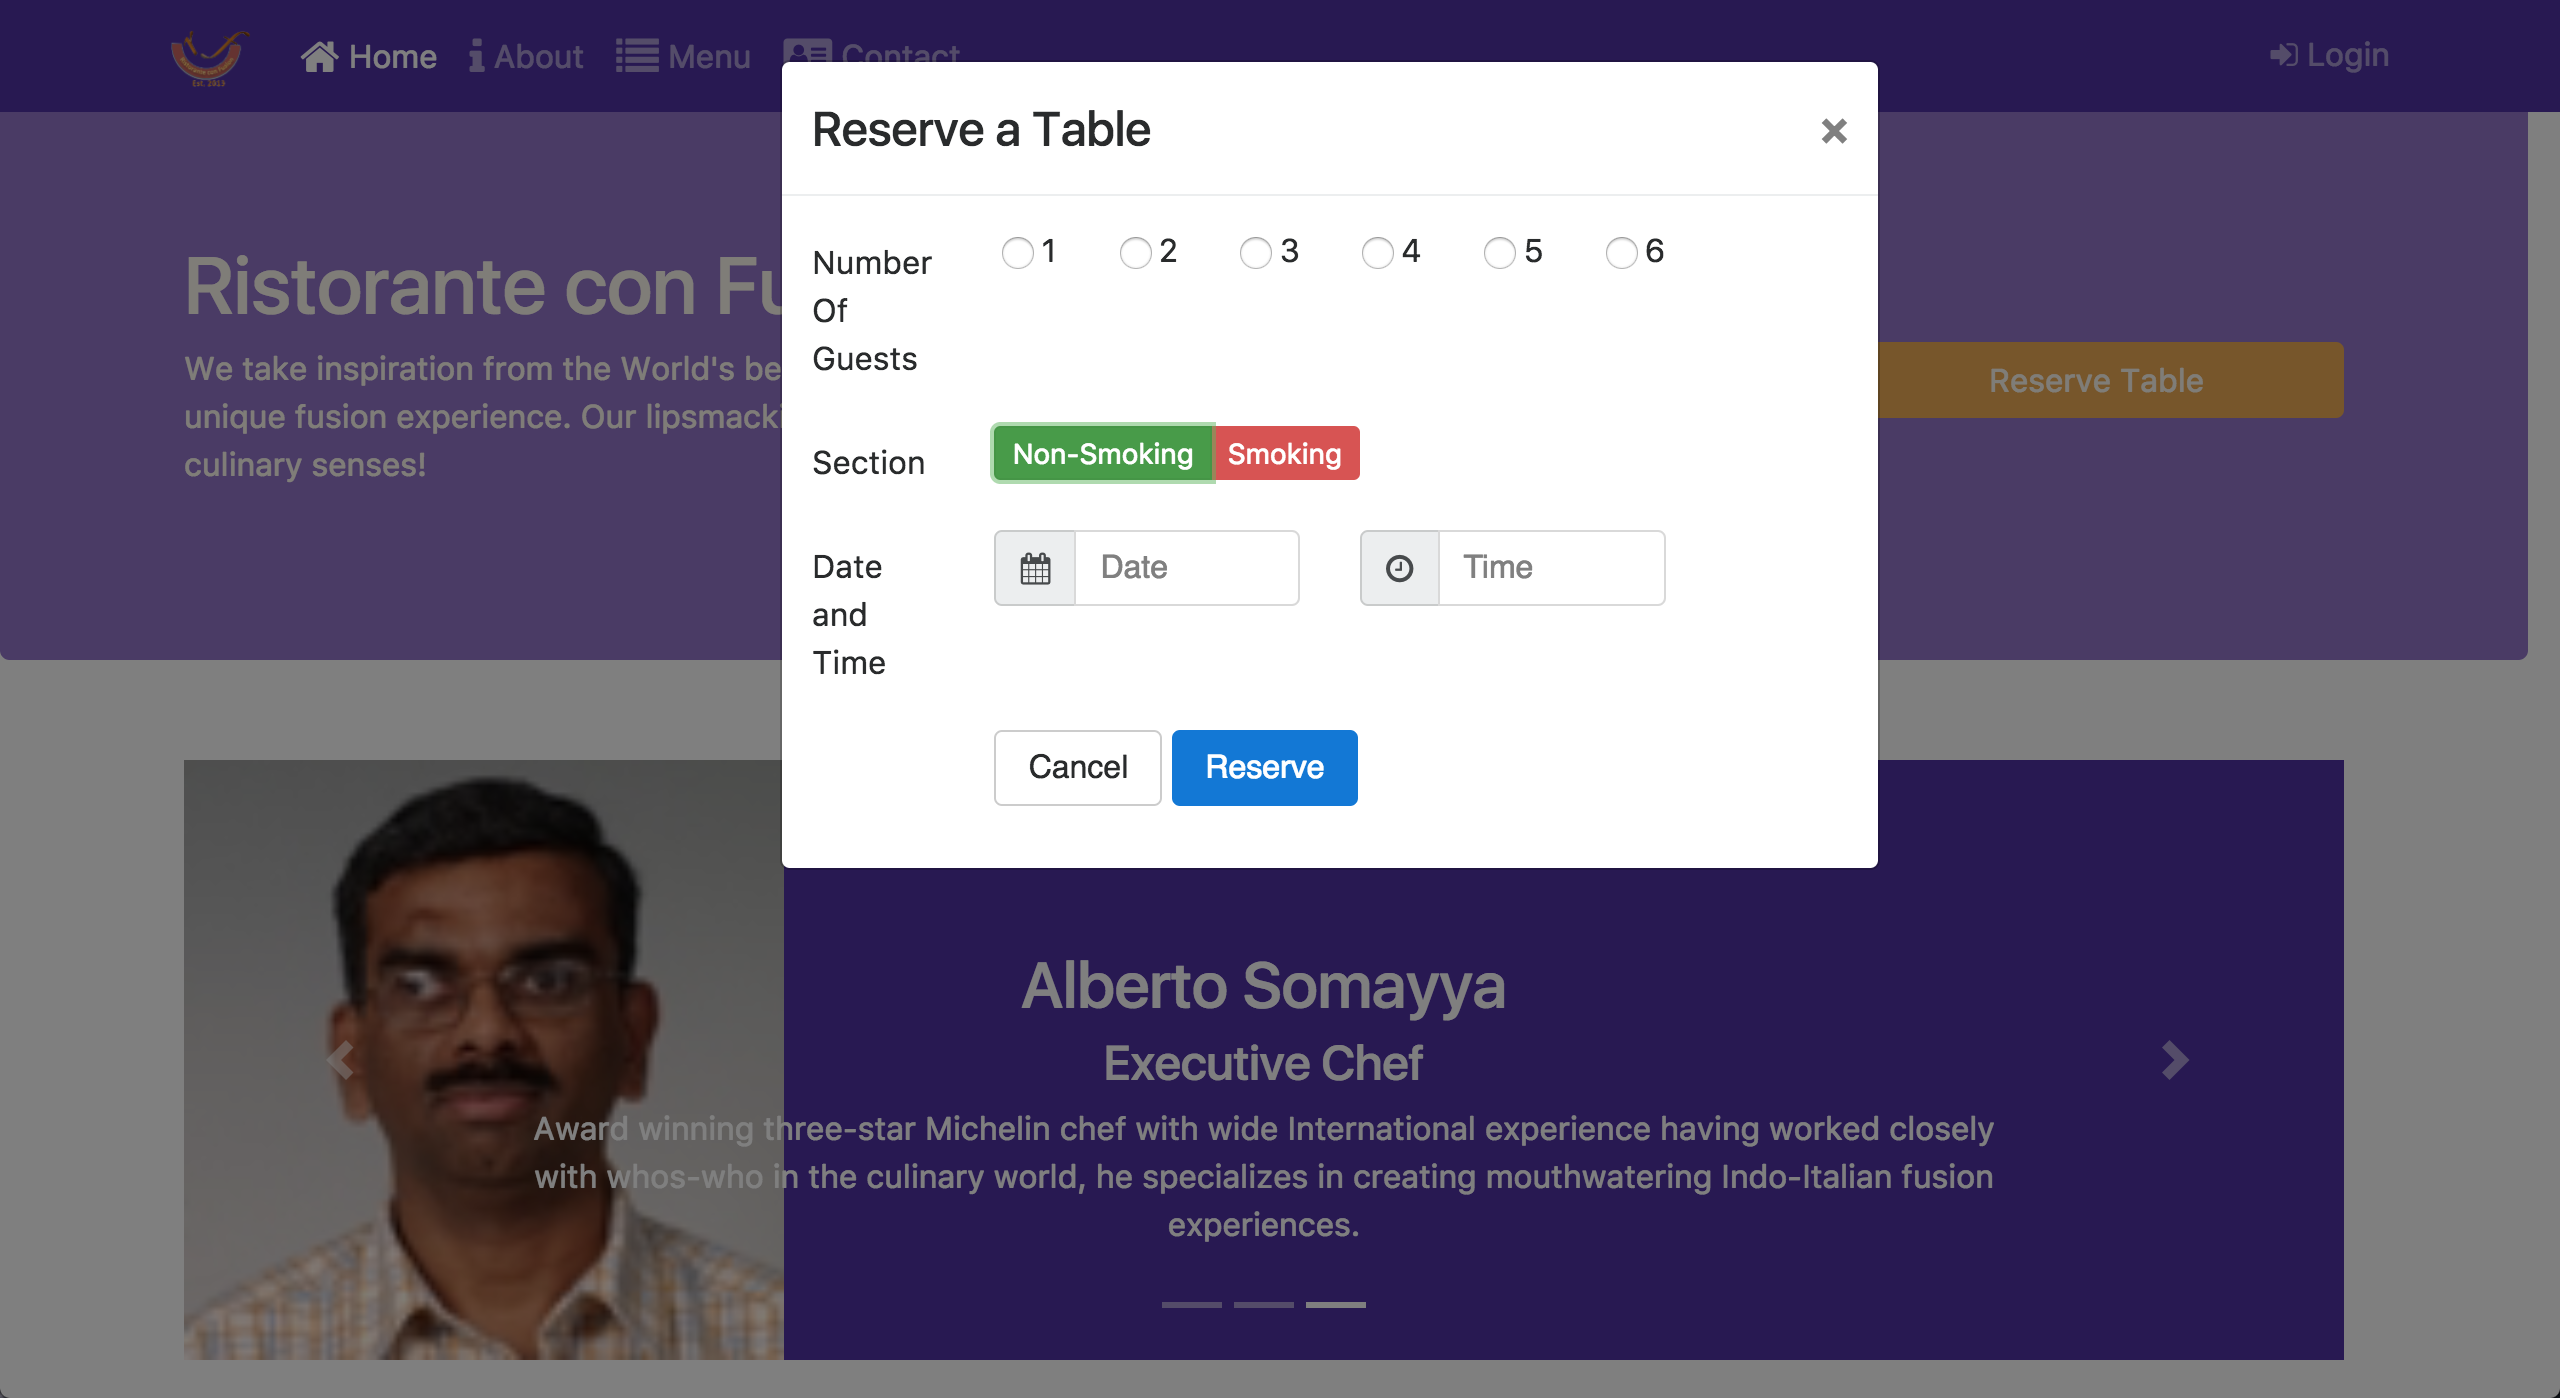 Home About Menu Contact Login
Reserve a Table ×
Ristorante con Fu
We take inspiration from the World's be
unique fusion experience. Our lipsmacki
culinary senses!
Reserve Table
Number
Of
Guests
1 2 3 4 5 6
Section
Non-Smoking Smoking
Date
and
Time
Date Time
Cancel Reserve
Alberto Somayya
Executive Chef
Award winning three-star Michelin chef with wide International experience having worked closely
with whos-who in the culinary world, he specializes in creating mouthwatering Indo-Italian fusion
experiences.